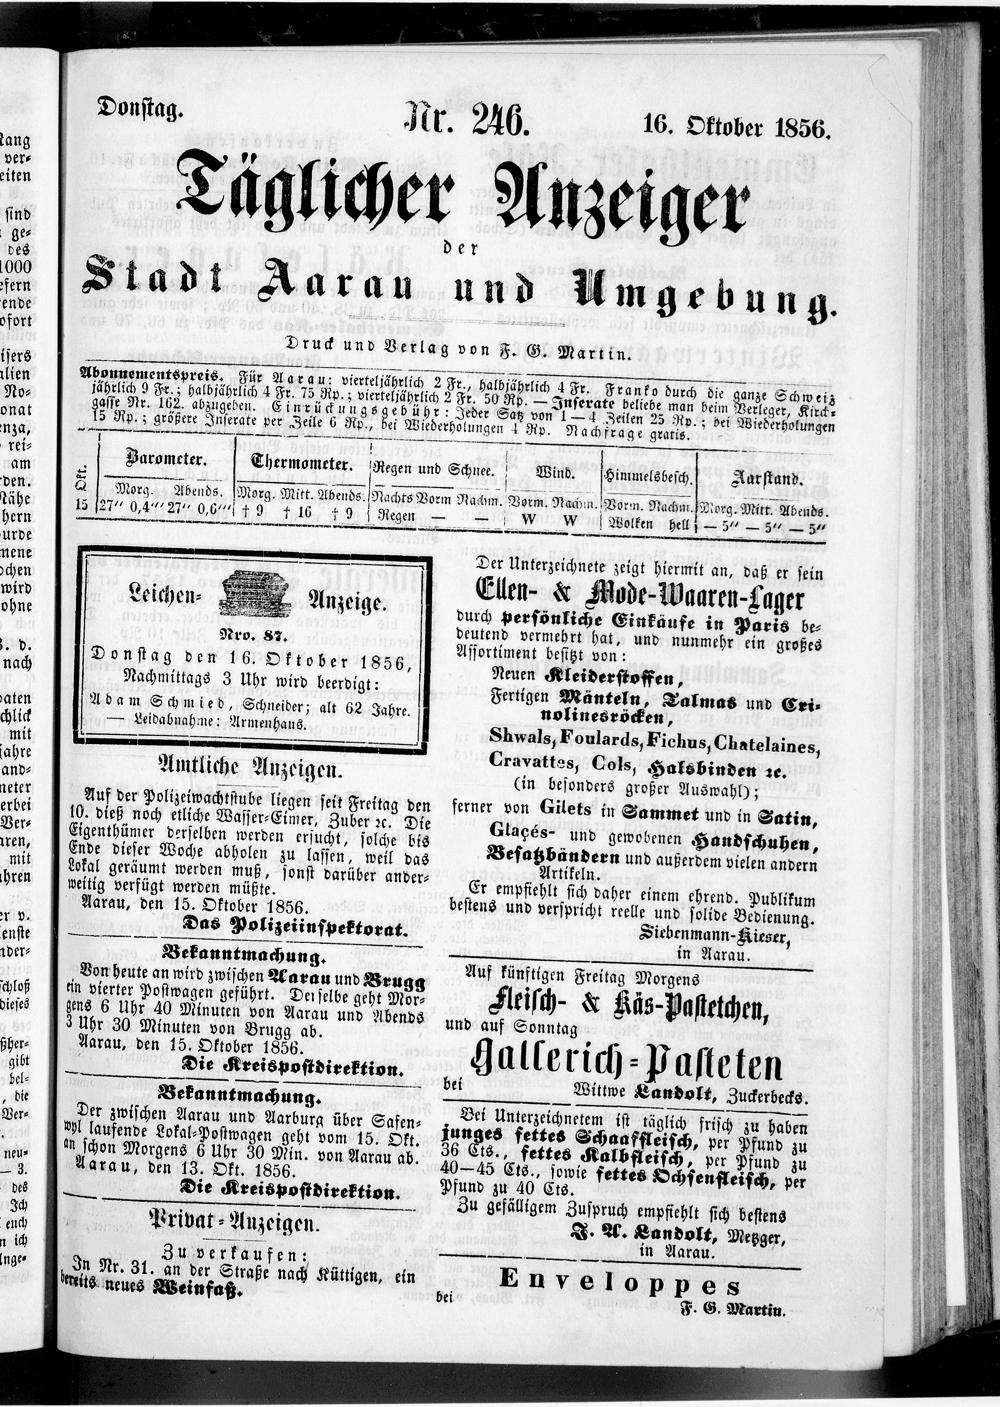 Donstag. Nr. 246. 16. Oktober 1856.
Täglicher Anzeiger
der
Stadt Aarau und Umgebung.
Druck und Verlag von F. G. Martin.
Abonnementspreis. Für Aarau: vierteljährlich 2 Fr., halbjährlich 4 Fr. Franko durch die ganze Schweiz
jährlich 9 Fr.; halbjährlich 4 Fr. 75 Rp.; vierteljährlich 2 Fr. 50 Rp. — Inserate beliebe man beim Verleger, Kirch-
gasse Nr. 162. abzugeben. Einrückungsgebühr: Jeder Satz von 1—4 Zeilen 25 Rp.; bei Wiederholungen
15 Rp.; größere Inserate per Zeile 6 Rp., bei Wiederholungen 4 Rp. Nachfrage gratis.
Okt. Barometer. Thermometer. Regen und Schnee. Wind. Himmelsbesch. Aarstand.
Morg. Abends. Morg. Mitt. Abends. Nachts Vorm Nachm. Vorm. Nachm. Vorm. Nachm. Morg. Mitt. Abends.
15 27" 0,4"' 27" 0,6"' † 9 † 16 † 9 Regen — — W W Wolken hell — 5" — 5" — 5"
Leichen-Anzeige.
Nro. 87.
Donstag den 16. Oktober 1856,
Nachmittags 3 Uhr wird beerdigt:
Adam Schmied, Schneider; alt 62 Jahre.
— Leidabnahme: Armenhaus.
Amtliche Anzeigen.
Auf der Polizeiwachtstube liegen seit Freitag den
10. dieß noch etliche Wasser-Eimer, Zuber ꝛc. Die
Eigenthümer derselben werden ersucht, solche bis
Ende dieser Woche abholen zu lassen, weil das
Lokal geräumt werden muß, sonst darüber ander-
weitig verfügt werden müßte.
Aarau, den 15. Oktober 1856.
Das Polizeiinspektorat.
Bekanntmachung.
Von heute an wird zwischen Aarau und Brugg
ein vierter Postwagen geführt. Derselbe geht Mor-
gens 6 Uhr 40 Minuten von Aarau und Abends
3 Uhr 30 Minuten von Brugg ab.
Aarau, den 15. Oktober 1856.
Die Kreispostdirektion.
Bekanntmachung.
Der zwischen Aarau und Aarburg über Safen-
wyl laufende Lokal-Postwagen geht vom 15. Okt.
an schon Morgens 6 Uhr 30 Min. von Aarau ab.
Aarau, den 13. Okt. 1856.
Die Kreispostdirektion.
Privat-Anzeigen.
Zu verkaufen:
In Nr. 31. an der Straße nach Küttigen, ein
bereits neues Weinfaß.
Der Unterzeichnete zeigt hiermit an, daß er sein
Ellen- & Mode-Waaren-Lager
durch persönliche Einkäufe in Paris be-
deutend vermehrt hat, und nunmehr ein großes
Assortiment besitzt von:
Neuen Kleiderstoffen,
Fertigen Mänteln, Talmas und Cri-
nolinesröcken,
Shwals, Foulards, Fichus, Chatelaines,
Cravattes, Cols, Halsbinden ꝛc.
(in besonders großer Auswahl);
ferner von Gilets in Sammet und in Satin,
Glaçés- und gewobenen Handschuhen,
Besatzbändern und außerdem vielen andern
Artikeln.
Er empfiehlt sich daher einem ehrend. Publikum
bestens und verspricht reelle und solide Bedienung.
Siebenmann-Kieser,
in Aarau.
Auf künftigen Freitag Morgens
Fleisch- & Käs-Pastetchen,
und auf Sonntag
Gallerich-Pasteten
bei Wittwe Landolt, Zuckerbecks.
Bei Unterzeichnetem ist täglich frisch zu haben
junges fettes Schaaffleisch, per Pfund zu
36 Cts., fettes Kalbfleisch, per Pfund zu
40—45 Cts., sowie fettes Ochsenfleisch, per
Pfund zu 40 Cts.
Zu gefälligem Zuspruch empfiehlt sich bestens
J. A. Landolt, Metzger,
in Aarau.
Enveloppes
bei F. G. Martin.